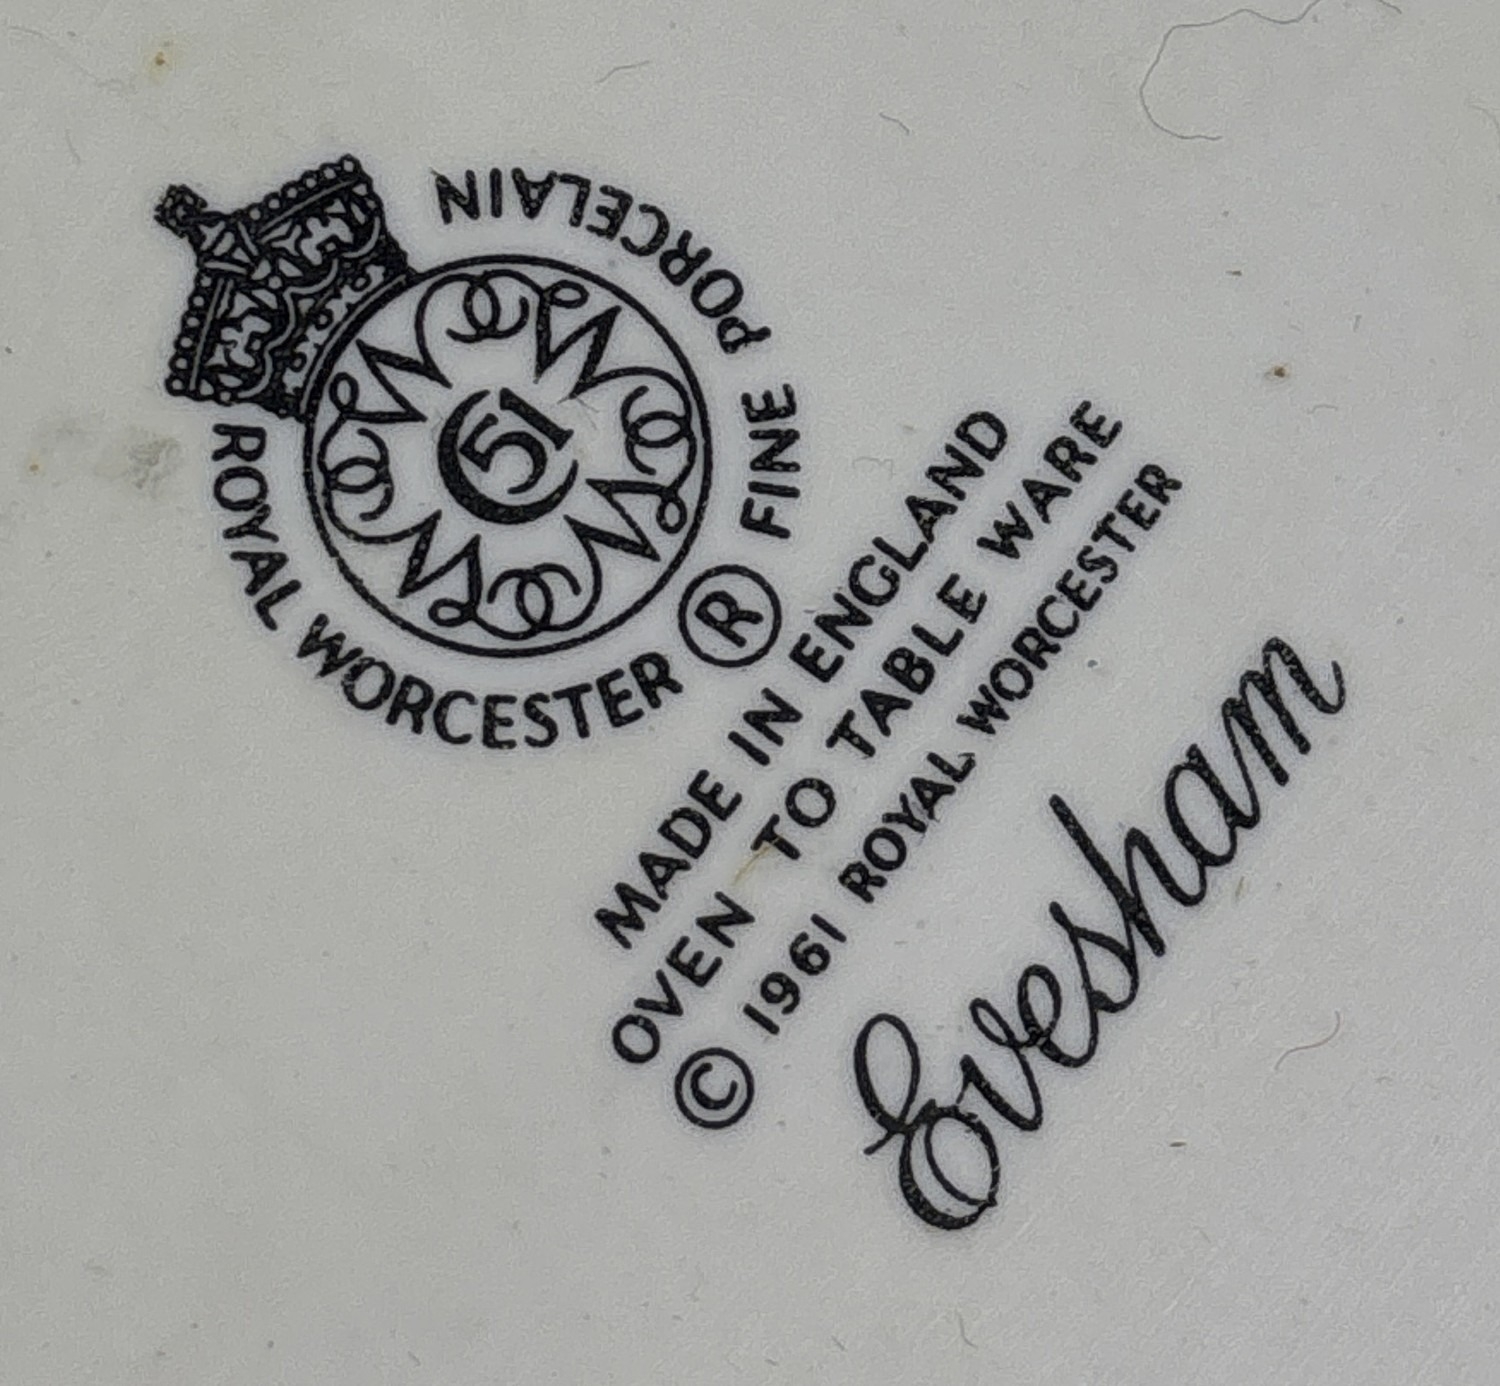 ROYAL WORCESTER ® FINE PORCELAIN
51
MADE IN ENGLAND
OVEN TO TABLE WARE
© 1961 ROYAL WORCESTER
Evesham